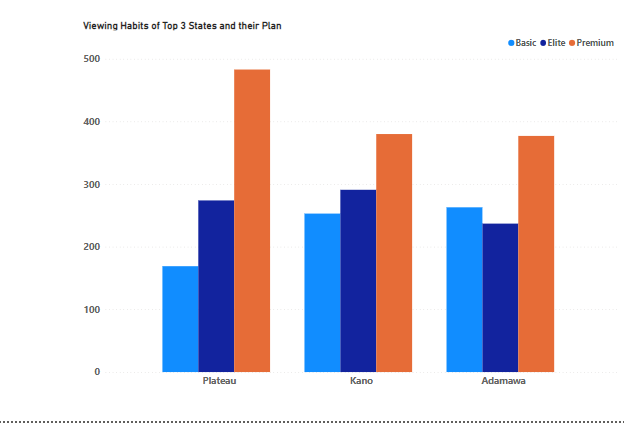 Viewing Habits of Top 3 States and their Plan
Basic Elite Premium
500
400
300
200
100
0
Plateau Kano Adamawa